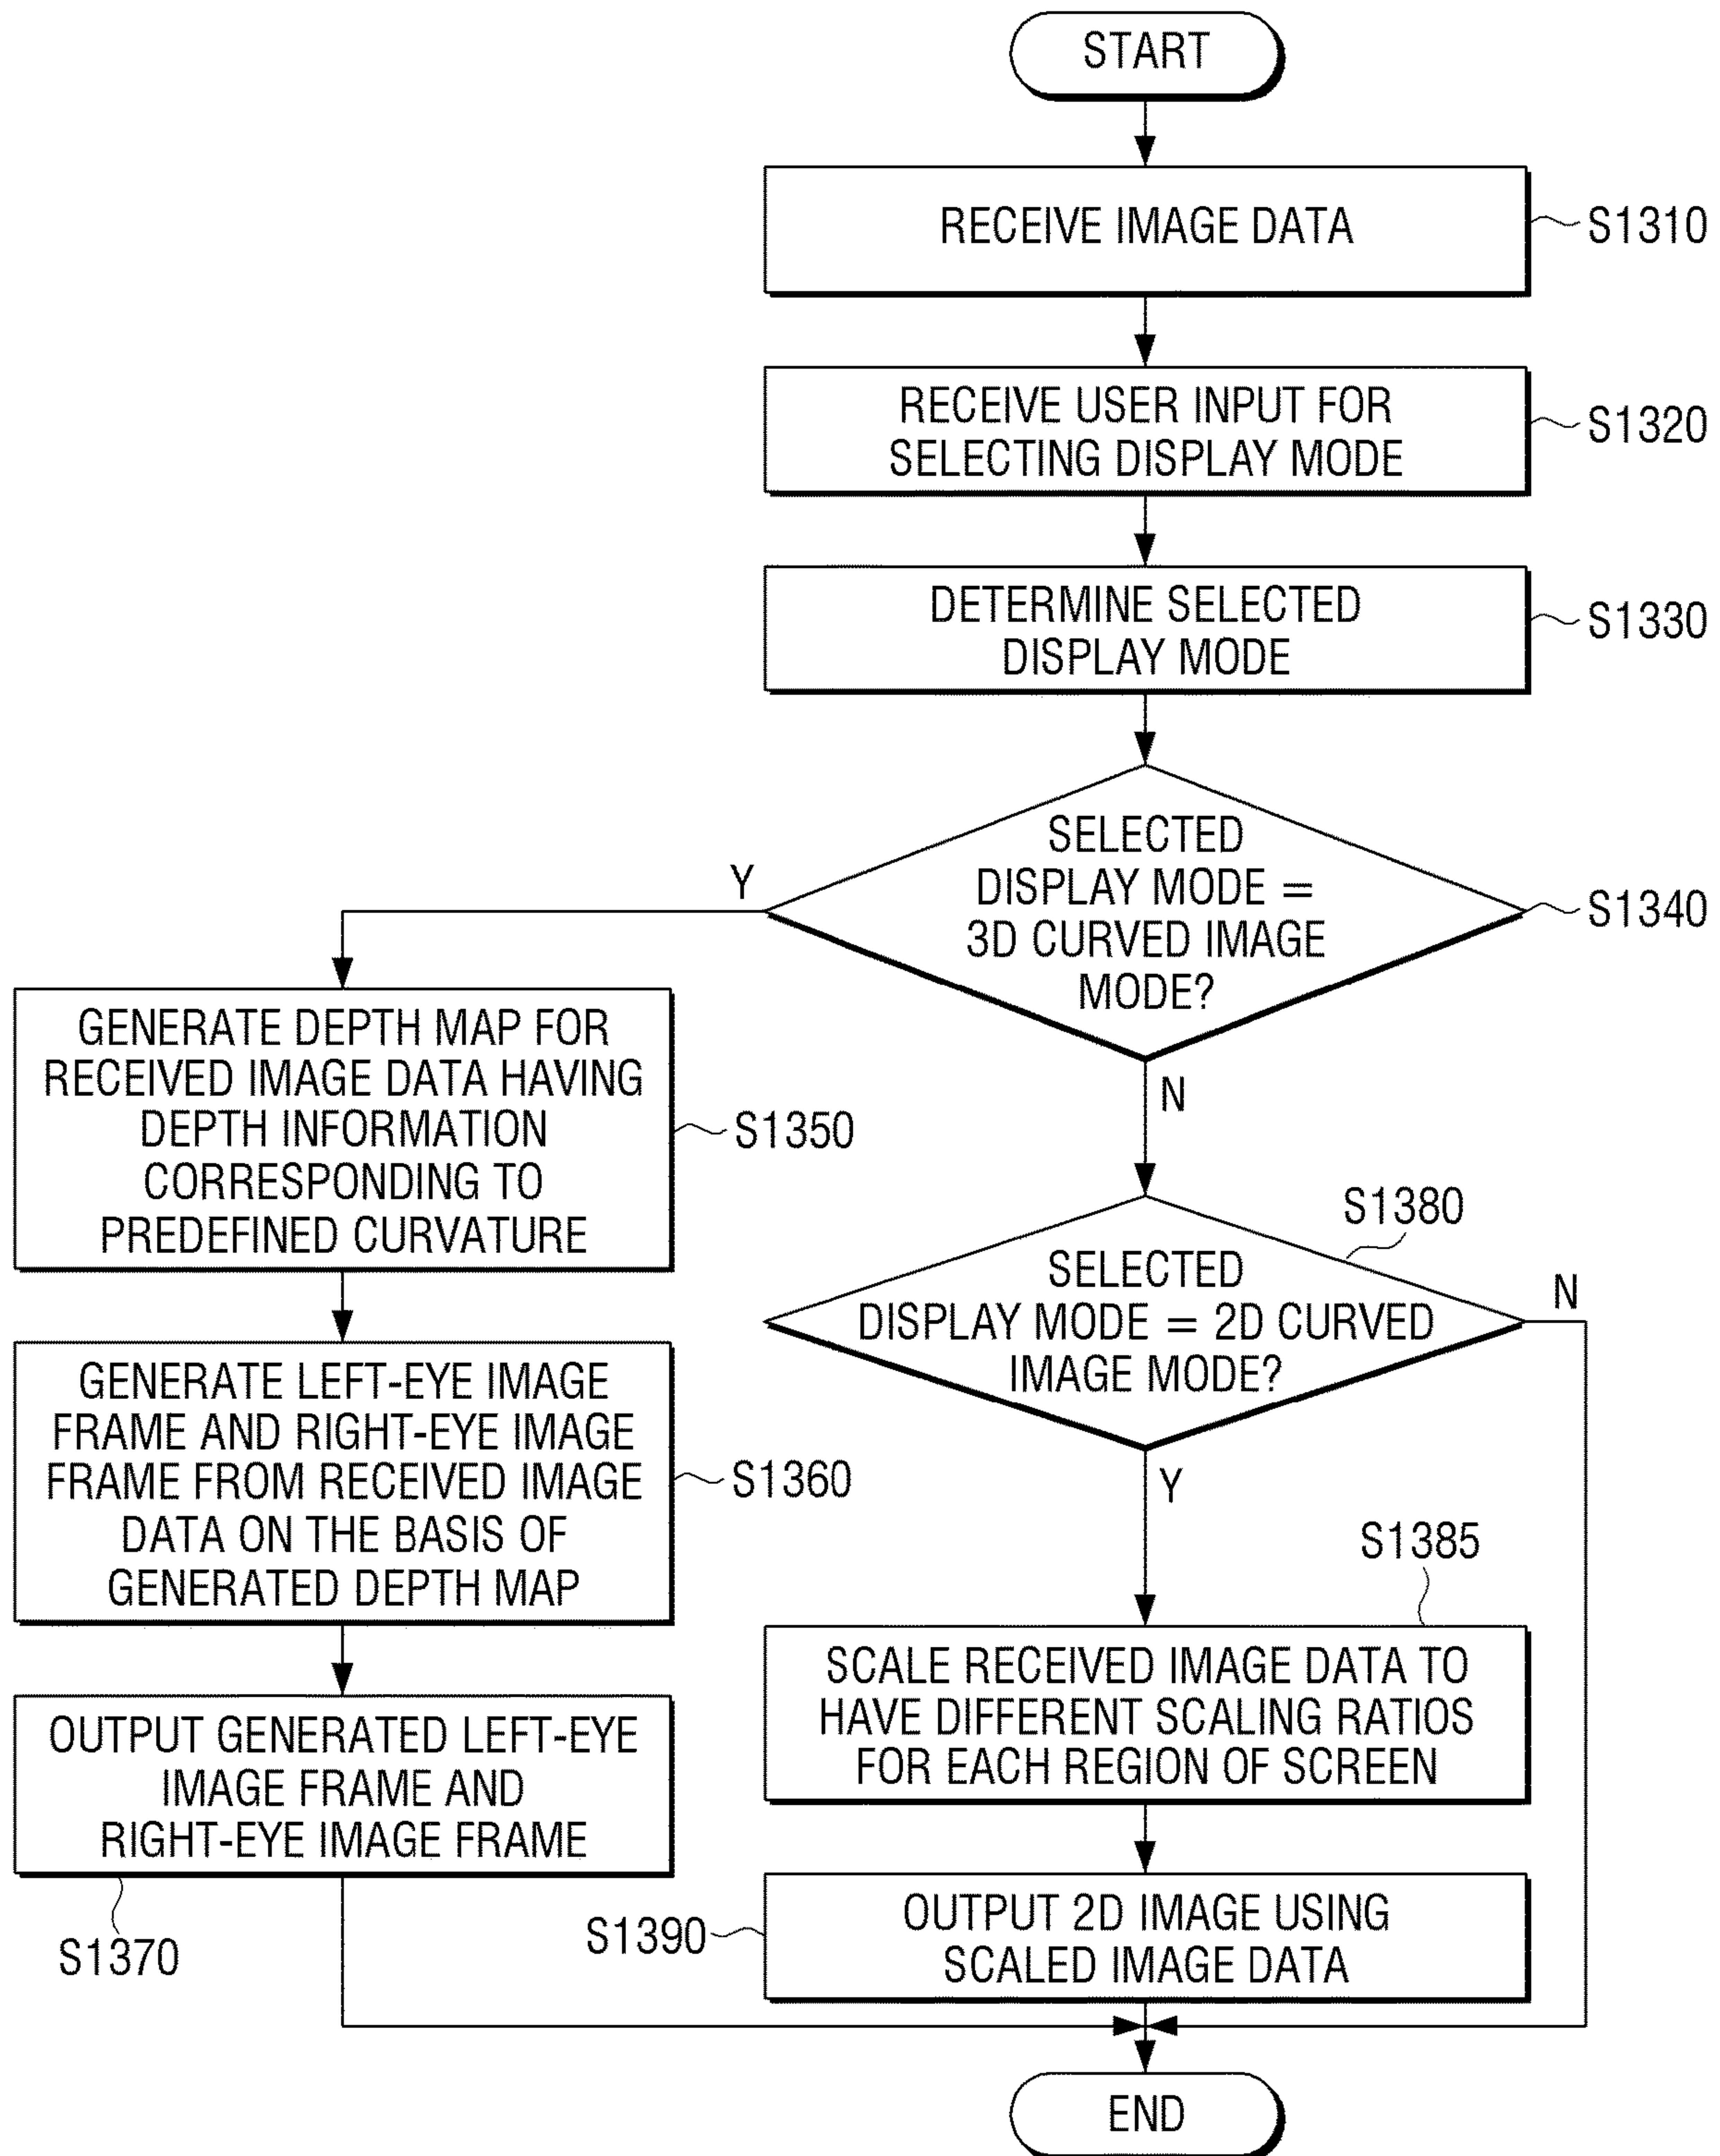 START
RECEIVE IMAGE DATA
S1310
RECEIVE USER INPUT FOR
SELECTING DISPLAY MODE
S1320
DETERMINE SELECTED
DISPLAY MODE
S1330
SELECTED
DISPLAY MODE =
3D CURVED IMAGE
MODE?
S1340
Y
N
GENERATE DEPTH MAP FOR
RECEIVED IMAGE DATA HAVING
DEPTH INFORMATION
CORRESPONDING TO
PREDEFINED CURVATURE
S1350
GENERATE LEFT-EYE IMAGE
FRAME AND RIGHT-EYE IMAGE
FRAME FROM RECEIVED IMAGE
DATA ON THE BASIS OF
GENERATED DEPTH MAP
S1360
OUTPUT GENERATED LEFT-EYE
IMAGE FRAME AND
RIGHT-EYE IMAGE FRAME
S1370
S1380
SELECTED
DISPLAY MODE = 2D CURVED
IMAGE MODE?
N
Y
S1385
SCALE RECEIVED IMAGE DATA TO
HAVE DIFFERENT SCALING RATIOS
FOR EACH REGION OF SCREEN
S1390
OUTPUT 2D IMAGE USING
SCALED IMAGE DATA
END